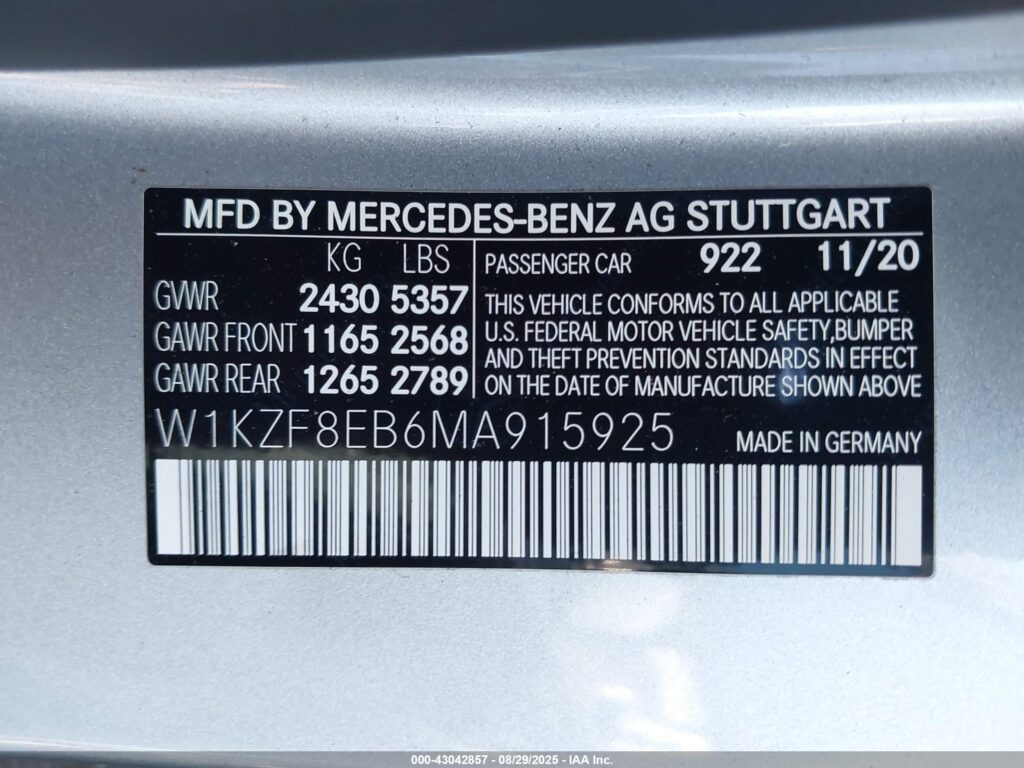 MFD BY MERCEDES-BENZ AG STUTTGART
KG LBS
GVWR 2430 5357
GAWR FRONT 1165 2568
GAWR REAR 1265 2789
PASSENGER CAR 922 11/20
THIS VEHICLE CONFORMS TO ALL APPLICABLE
U.S. FEDERAL MOTOR VEHICLE SAFETY,BUMPER
AND THEFT PREVENTION STANDARDS IN EFFECT
ON THE DATE OF MANUFACTURE SHOWN ABOVE
W1KZF8EB6MA915925 MADE IN GERMANY
000-43042857 - 08/29/2025 - IAA Inc.